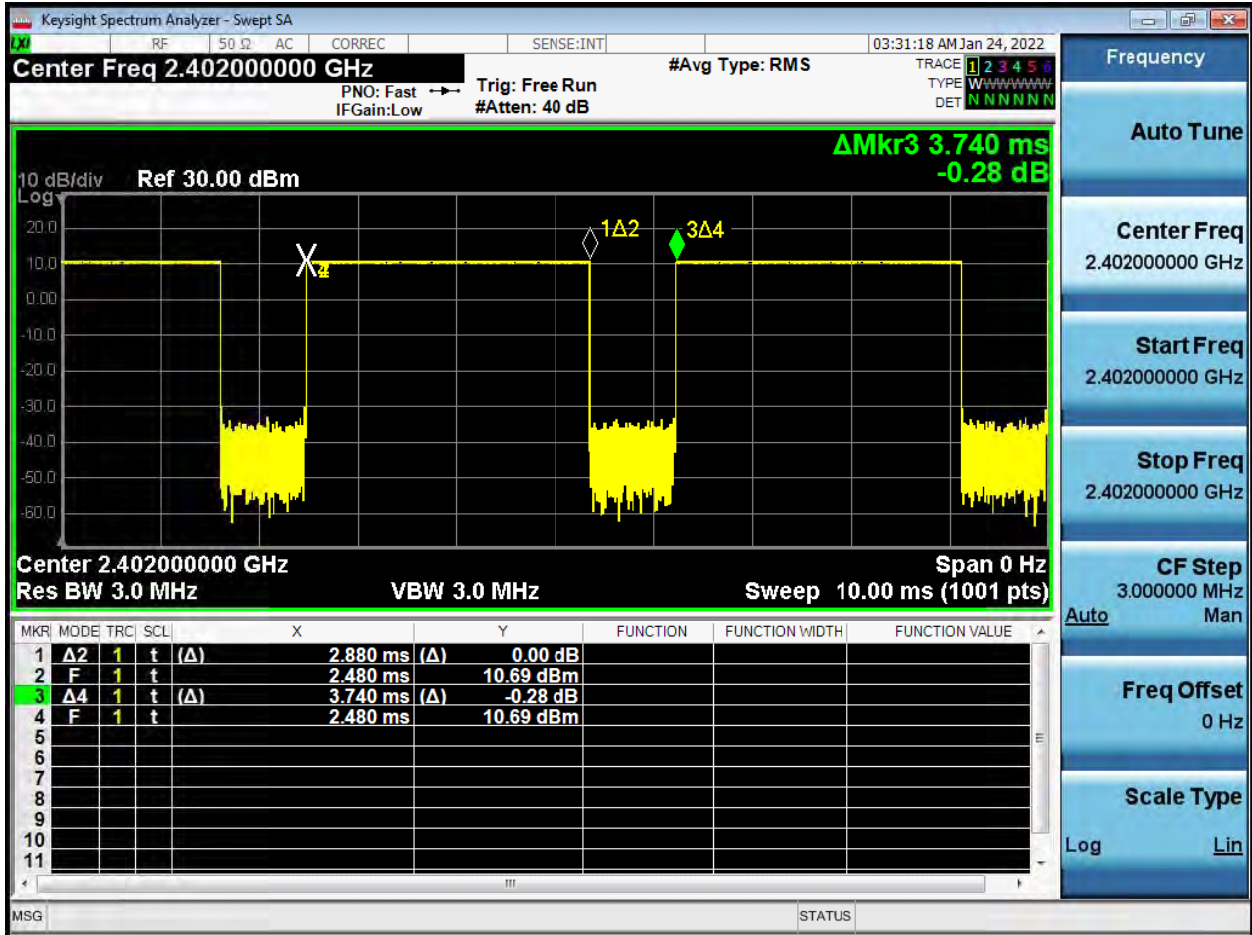 Keysight Spectrum Analyzer - Swept SA
LXI RF 50 Ω AC CORREC SENSE:INT 03:31:18 AM Jan 24, 2022
Center Freq 2.402000000 GHz
PNO: Fast
IFGain:Low
Trig: Free Run
#Atten: 40 dB
#Avg Type: RMS
TRACE 1 2 3 4 5 6
TYPE WWWWWW
DET N N N N N N
ΔMkr3 3.740 ms
-0.28 dB
10 dB/div Ref 30.00 dBm
Log
20.0
10.0
0.00
-10.0
-20.0
-30.0
-40.0
-50.0
-60.0
1Δ2
3Δ4
Center 2.402000000 GHz Span 0 Hz
Res BW 3.0 MHz VBW 3.0 MHz Sweep 10.00 ms (1001 pts)
MKR MODE TRC SCL X Y FUNCTION FUNCTION WIDTH FUNCTION VALUE
1 Δ2 1 t (Δ) 2.880 ms (Δ) 0.00 dB
2 F 1 t 2.480 ms 10.69 dBm
3 Δ4 1 t (Δ) 3.740 ms (Δ) -0.28 dB
4 F 1 t 2.480 ms 10.69 dBm
5
6
7
8
9
10
11
MSG STATUS
Frequency
Auto Tune
Center Freq
2.402000000 GHz
Start Freq
2.402000000 GHz
Stop Freq
2.402000000 GHz
CF Step
3.000000 MHz
Auto Man
Freq Offset
0 Hz
Scale Type
Log Lin